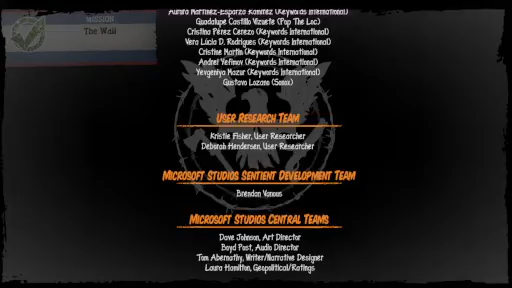 MISSION
The Wall
Aurora Martinez-Esparza Ramirez (Keywords International)
Guadalupe Castillo Vizuete (Pop The Loc)
Cristina Pérez Cerezo (Keywords International)
Vera Lúcia D. Rodrigues (Keywords International)
Cristine Martin (Keywords International)
Andrei Yefimov (Keywords International)
Yevgeniya Mazur (Keywords International)
Gustavo Lozano (Sonox)
USER RESEARCH TEAM
Kristie Fisher, User Researcher
Deborah Hendersen, User Researcher
MICROSOFT STUDIOS SENTIENT DEVELOPMENT TEAM
Brendan Vanous
MICROSOFT STUDIOS CENTRAL TEAMS
Dave Johnson, Art Director
Boyd Post, Audio Director
Tom Abernathy, Writer/Narrative Designer
Laura Hamilton, Geopolitical/Ratings